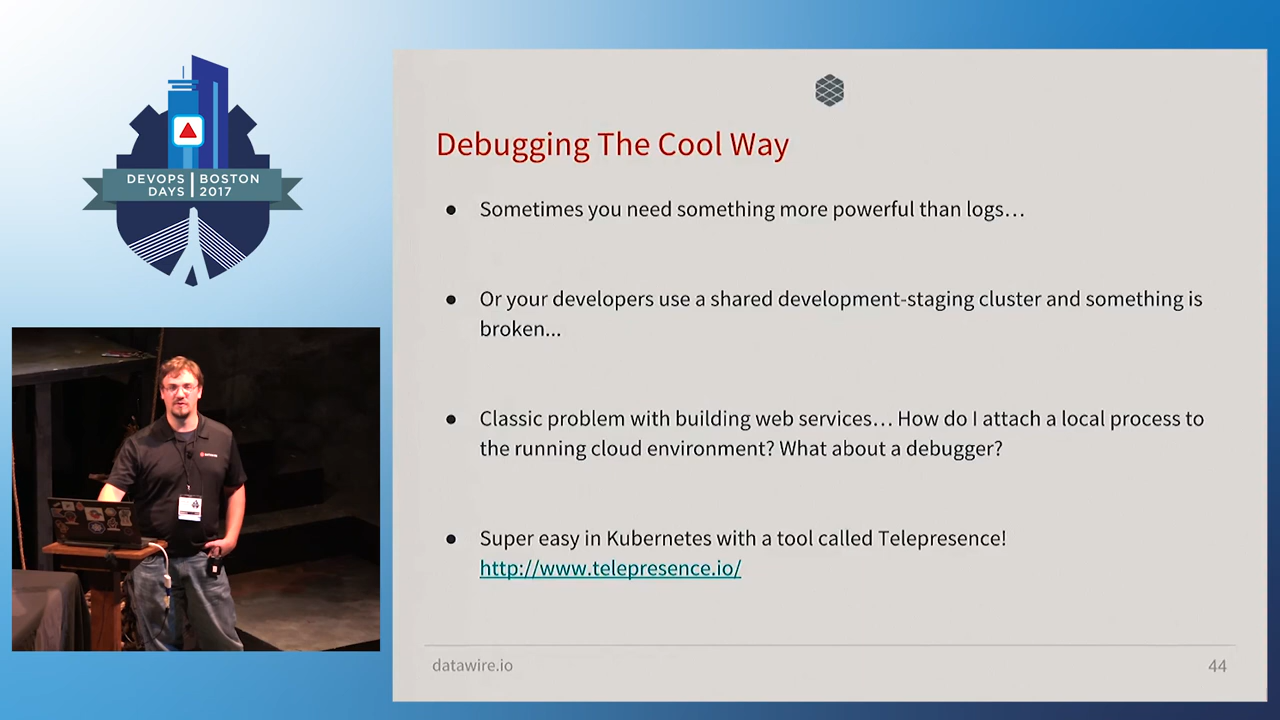 DEVOPS BOSTON
DAYS 2017
Debugging The Cool Way
● Sometimes you need something more powerful than logs…
● Or your developers use a shared development-staging cluster and something is
broken...
● Classic problem with building web services… How do I attach a local process to
the running cloud environment? What about a debugger?
● Super easy in Kubernetes with a tool called Telepresence!
http://www.telepresence.io/
datawire.io
44